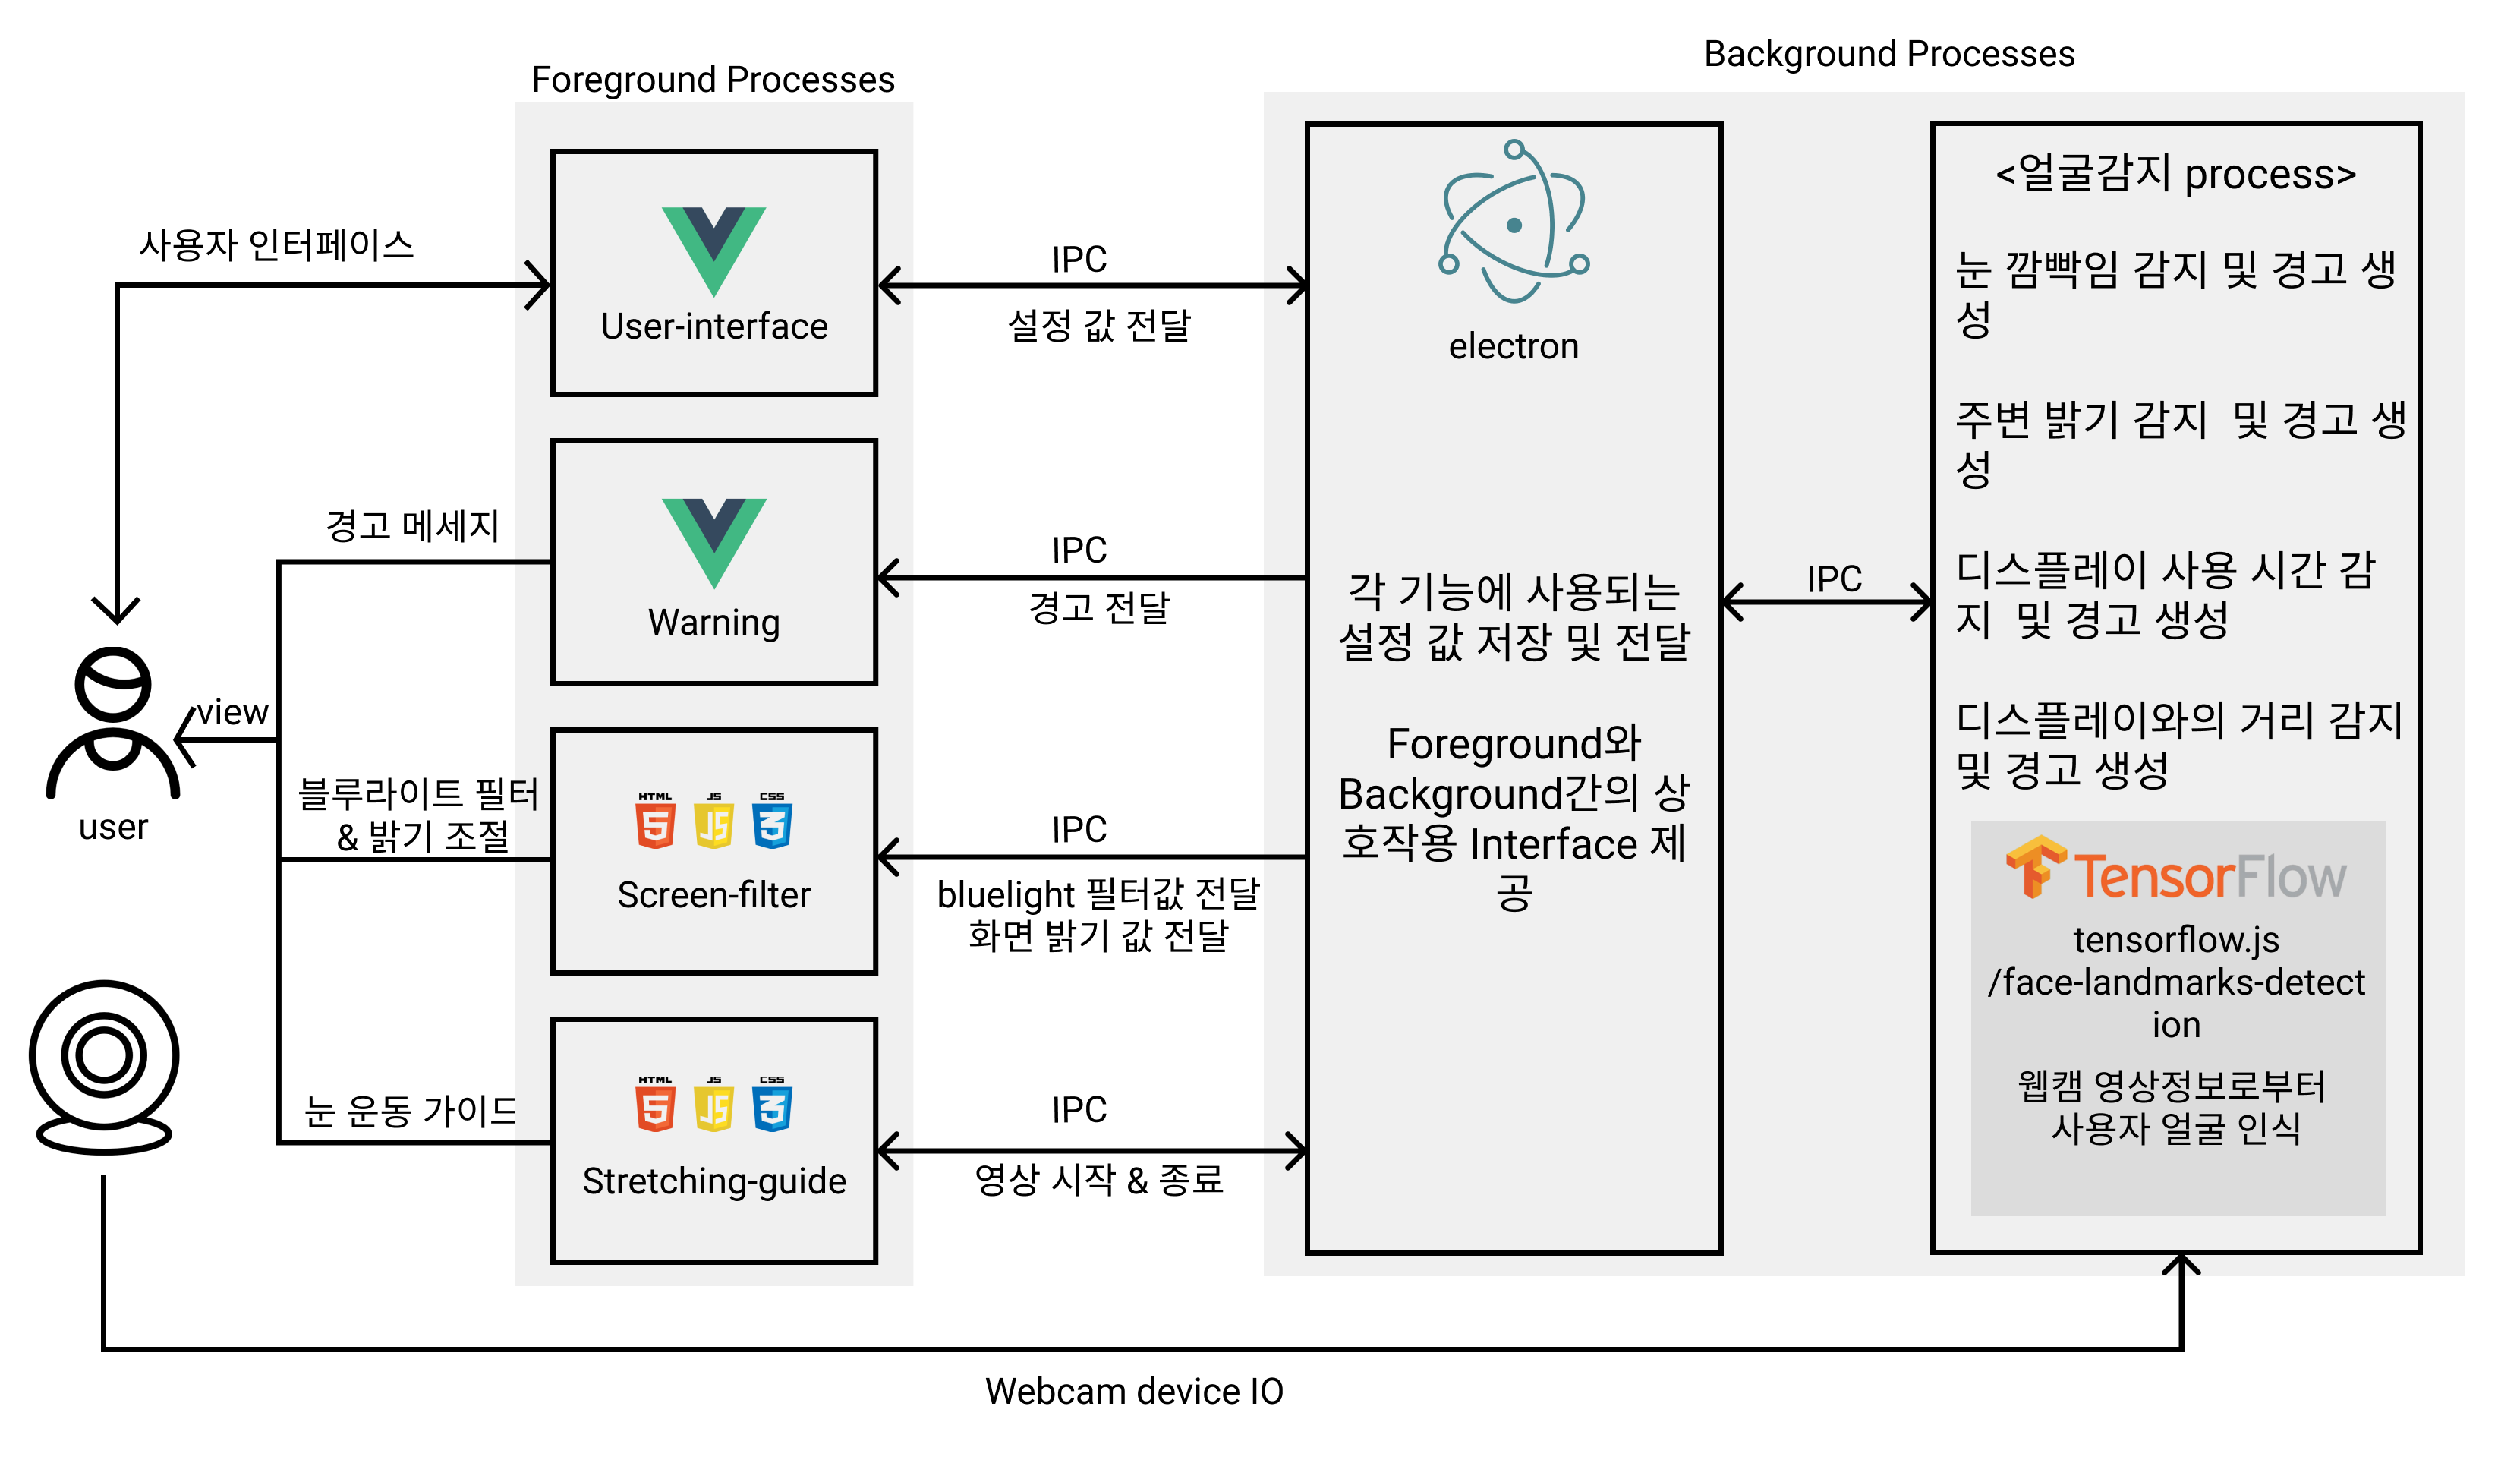 Foreground Processes
Background Processes
사용자 인터페이스
User-interface
IPC
설정 값 전달
경고 메세지
Warning
IPC
경고 전달
view
user
블루라이트 필터
& 밝기 조절
HTML JS CSS
5 JS 3
Screen-filter
IPC
bluelight 필터값 전달
화면 밝기 값 전달
눈 운동 가이드
HTML JS CSS
5 JS 3
Stretching-guide
IPC
영상 시작 & 종료
electron
각 기능에 사용되는
설정 값 저장 및 전달
Foreground와
Background간의 상
호작용 Interface 제
공
IPC
<얼굴감지 process>
눈 깜빡임 감지 및 경고 생
성
주변 밝기 감지 및 경고 생
성
디스플레이 사용 시간 감
지 및 경고 생성
디스플레이와의 거리 감지
및 경고 생성
TensorFlow
tensorflow.js
/face-landmarks-detect
ion
웹캠 영상정보로부터
사용자 얼굴 인식
Webcam device IO